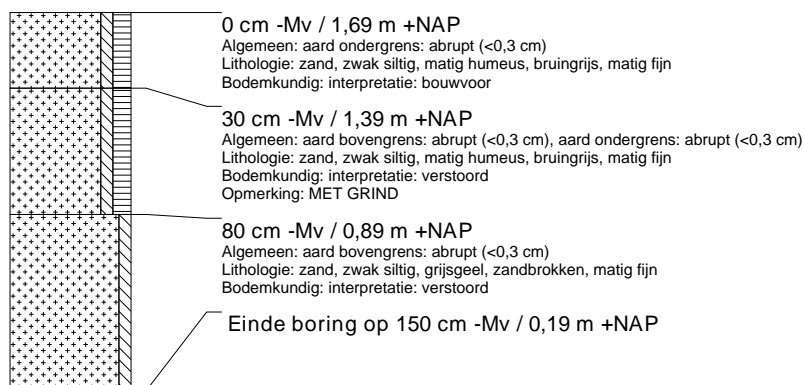 0 cm -Mv / 1,69 m +NAP
Algemeen: aard ondergrens: abrupt (<0,3 cm)
Lithologie: zand, zwak siltig, matig humeus, bruingrijs, matig fijn
Bodemkundig: interpretatie: bouwvoor
30 cm -Mv / 1,39 m +NAP
Algemeen: aard bovengrens: abrupt (<0,3 cm), aard ondergrens: abrupt (<0,3 cm)
Lithologie: zand, zwak siltig, matig humeus, bruingrijs, matig fijn
Bodemkundig: interpretatie: verstoord
Opmerking: MET GRIND
80 cm -Mv / 0,89 m +NAP
Algemeen: aard bovengrens: abrupt (<0,3 cm)
Lithologie: zand, zwak siltig, grijsgeel, zandbrokken, matig fijn
Bodemkundig: interpretatie: verstoord
Einde boring op 150 cm -Mv / 0,19 m +NAP